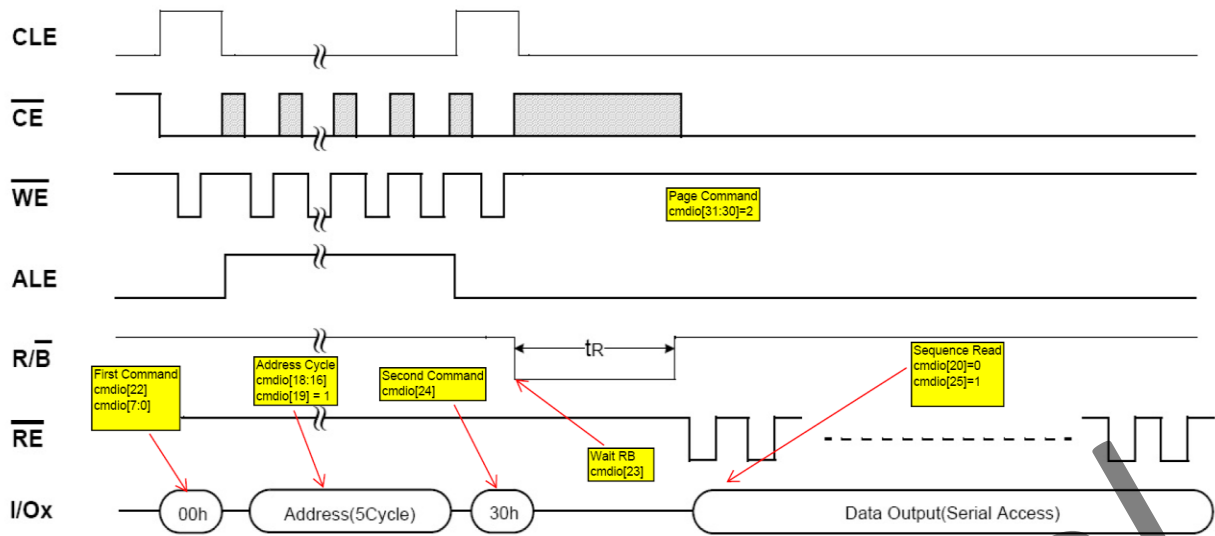 CLE
CE
WE
Page Command
cmdio[31:30]=2
ALE
R/B
tR
First Command
cmdio[22]
cmdio[7:0]
Address Cycle
cmdio[18:16]
cmdio[19] = 1
Second Command
cmdio[24]
Sequence Read
cmdio[20]=0
cmdio[25]=1
RE
Wait RB
cmdio[23]
I/Ox
00h
Address(5Cycle)
30h
Data Output(Serial Access)